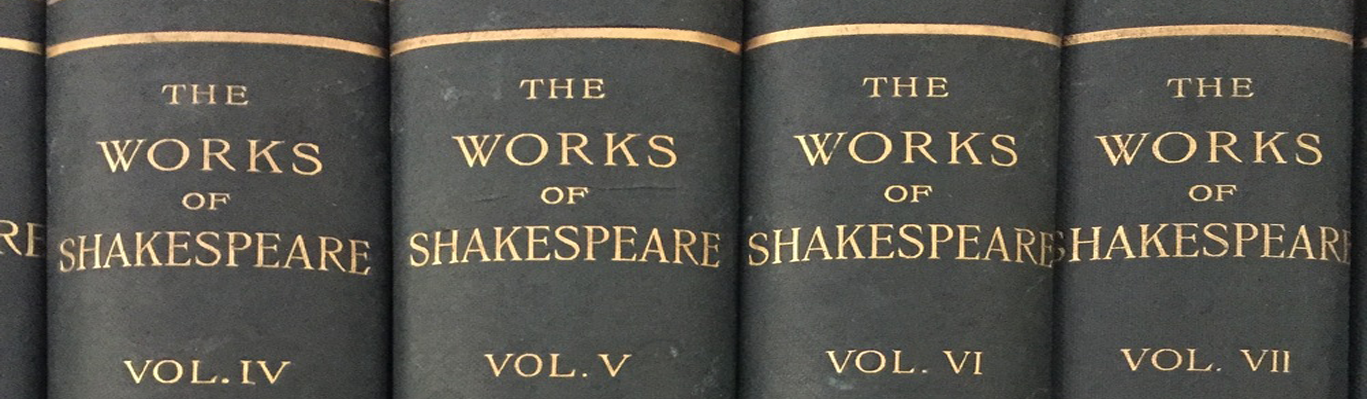 RE
THE
WORKS
OF
SHAKESPEARE
VOL. IV
THE
WORKS
OF
SHAKESPEARE
VOL. V
THE
WORKS
OF
SHAKESPEARE
VOL. VI
THE
WORKS
OF
SHAKESPEARE
VOL. VII